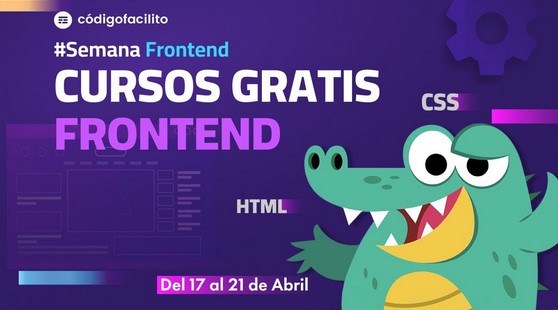 códigofacilito
#Semana Frontend
CURSOS GRATIS
FRONTEND
CSS
HTML
Del 17 al 21 de Abril